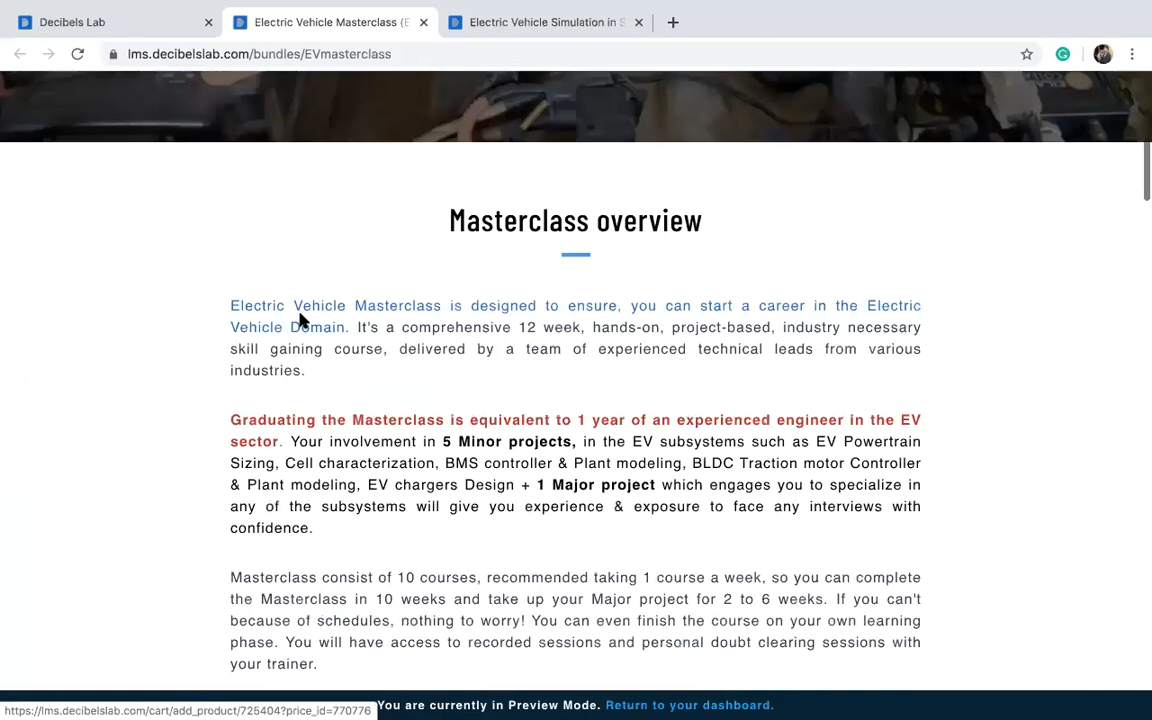 Decibels Lab
Electric Vehicle Masterclass (E
Electric Vehicle Simulation in S
lms.decibelslab.com/bundles/EVmasterclass
Masterclass overview
Electric Vehicle Masterclass is designed to ensure, you can start a career in the Electric
Vehicle Domain. It's a comprehensive 12 week, hands-on, project-based, industry necessary
skill gaining course, delivered by a team of experienced technical leads from various
industries.
Graduating the Masterclass is equivalent to 1 year of an experienced engineer in the EV
sector. Your involvement in 5 Minor projects, in the EV subsystems such as EV Powertrain
Sizing, Cell characterization, BMS controller & Plant modeling, BLDC Traction motor Controller
& Plant modeling, EV chargers Design + 1 Major project which engages you to specialize in
any of the subsystems will give you experience & exposure to face any interviews with
confidence.
Masterclass consist of 10 courses, recommended taking 1 course a week, so you can complete
the Masterclass in 10 weeks and take up your Major project for 2 to 6 weeks. If you can't
because of schedules, nothing to worry! You can even finish the course on your own learning
phase. You will have access to recorded sessions and personal doubt clearing sessions with
your trainer.
You are currently in Preview Mode. Return to your dashboard.
https://lms.decibelslab.com/cart/add_product/725404?price_id=770776